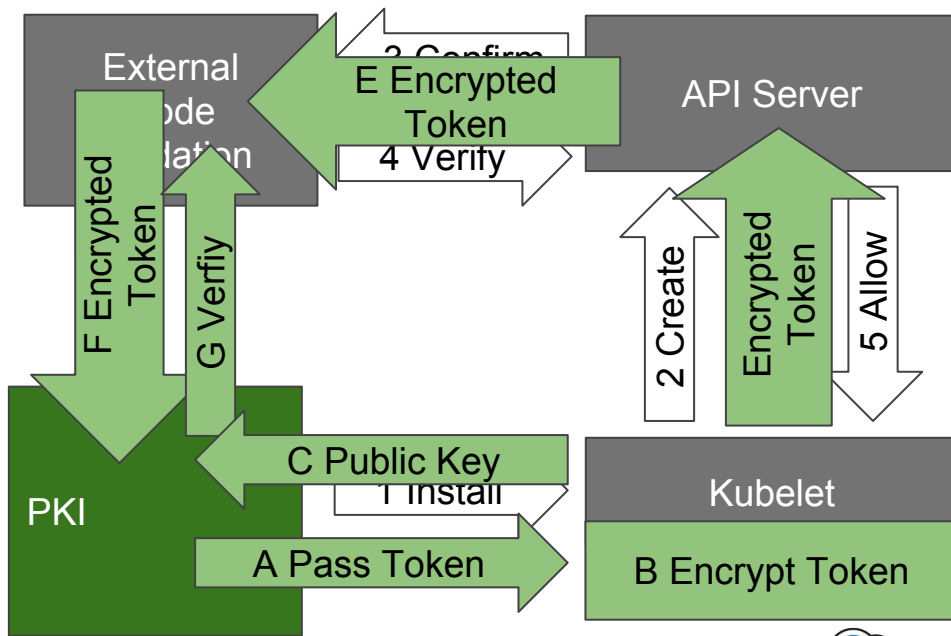 External
API Server
E Encrypted
Token
4 Verify
F Encrypted
Token
G Verfiy
2 Create
Encrypted
Token
5 Allow
C Public Key
1 Install
PKI
Kubelet
A Pass Token
B Encrypt Token